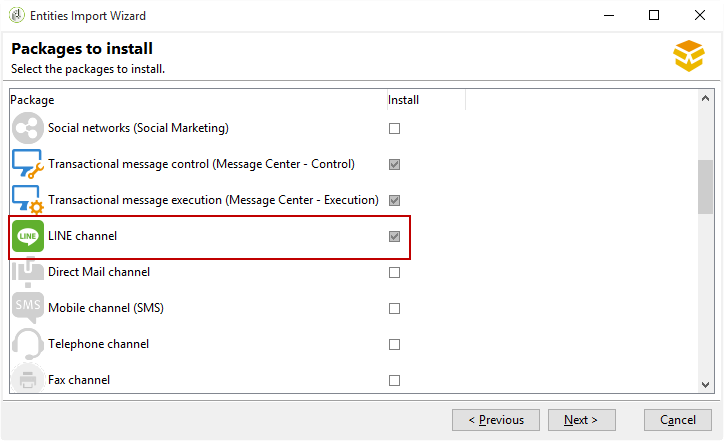 Entities Import Wizard
Packages to install
Select the packages to install.
Package Install
Social networks (Social Marketing)
Transactional message control (Message Center - Control)
Transactional message execution (Message Center - Execution)
LINE LINE channel
Direct Mail channel
SMS Mobile channel (SMS)
Telephone channel
Fax channel
< Previous Next > Cancel